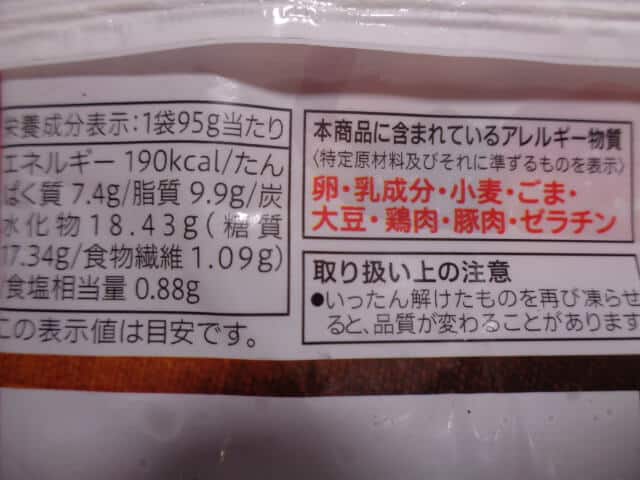 栄養成分表示:1袋95g当たり
エネルギー 190kcal/たん
ぱく質 7.4g/脂質 9.9g/炭
水化物18.43g(糖質
17.34g/食物繊維 1.09g)
/食塩相当量 0.88g
この表示値は目安です。
本商品に含まれているアレルギー物質
〈特定原材料及びそれに準ずるものを表示〉
卵・乳成分・小麦・ごま・
大豆・鶏肉・豚肉・ゼラチン
取り扱い上の注意
●いったん解けたものを再び凍らせ
ると、品質が変わることがあります